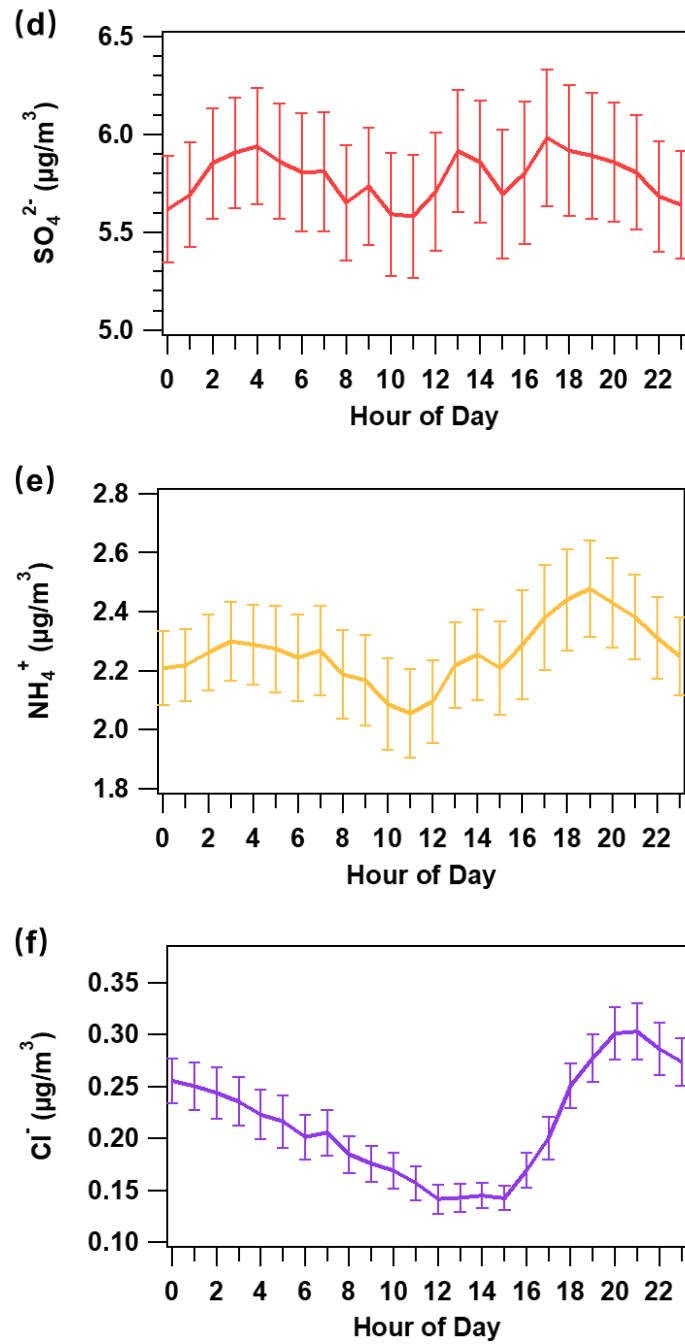 (d)
SO₄²⁻ (µg/m³)
6.5
6.0
5.5
5.0
0 2 4 6 8 10 12 14 16 18 20 22
Hour of Day
(e)
NH₄⁺ (µg/m³)
2.8
2.6
2.4
2.2
2.0
1.8
0 2 4 6 8 10 12 14 16 18 20 22
Hour of Day
(f)
Cl⁻ (µg/m³)
0.35
0.30
0.25
0.20
0.15
0.10
0 2 4 6 8 10 12 14 16 18 20 22
Hour of Day